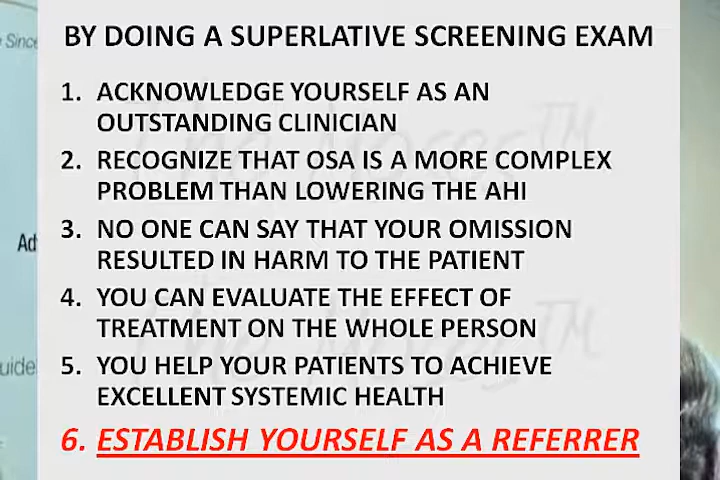 Since
BY DOING A SUPERLATIVE SCREENING EXAM
1. ACKNOWLEDGE YOURSELF AS AN
OUTSTANDING CLINICIAN
2. RECOGNIZE THAT OSA IS A MORE COMPLEX
PROBLEM THAN LOWERING THE AHI
3. NO ONE CAN SAY THAT YOUR OMISSION
RESULTED IN HARM TO THE PATIENT
4. YOU CAN EVALUATE THE EFFECT OF
TREATMENT ON THE WHOLE PERSON
5. YOU HELP YOUR PATIENTS TO ACHIEVE
EXCELLENT SYSTEMIC HEALTH
6. ESTABLISH YOURSELF AS A REFERRER